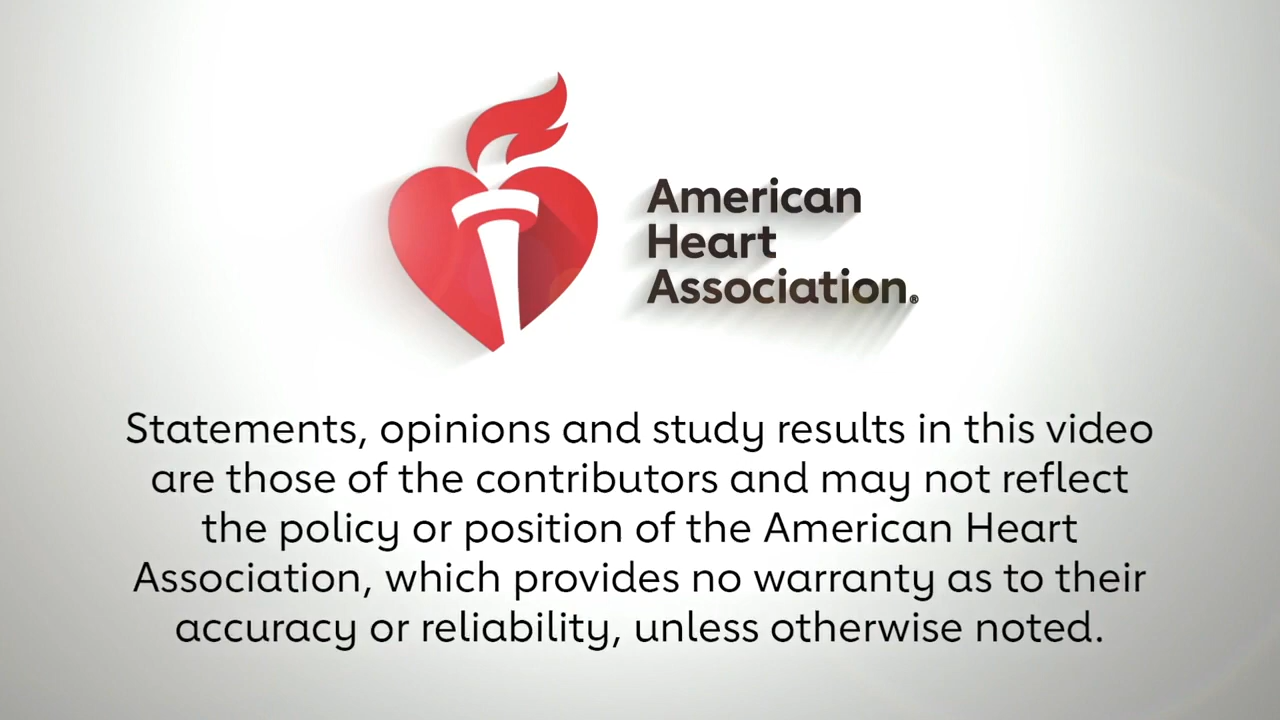 American
Heart
Association®
Statements, opinions and study results in this video
are those of the contributors and may not reflect
the policy or position of the American Heart
Association, which provides no warranty as to their
accuracy or reliability, unless otherwise noted.